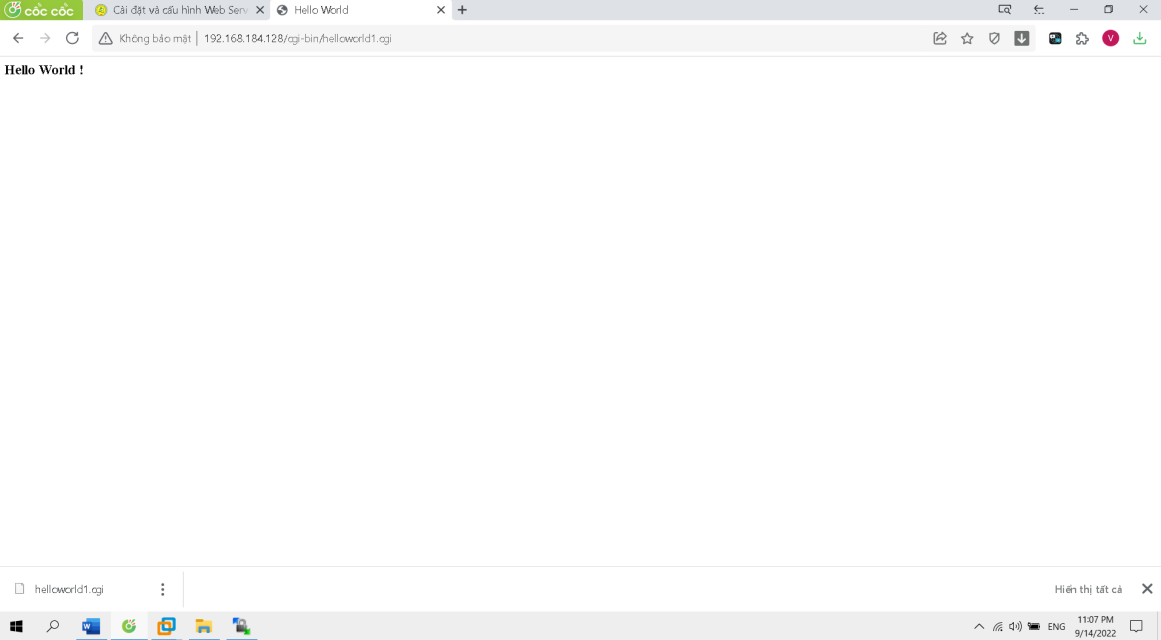 cốc cốc
Cài đặt và cấu hình Web Serv
Hello World
Không bảo mật
192.168.184.128/cgi-bin/helloworld1.cgi
V
Hello World !
helloworld1.cgi
Hiển thị tất cả
W
ENG
11:07 PM
9/14/2022